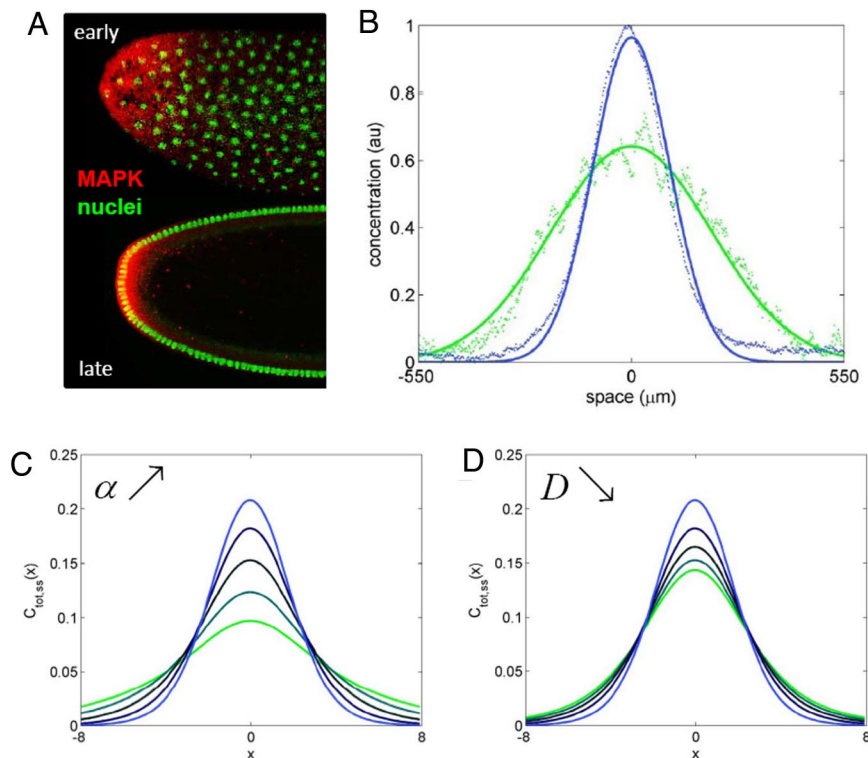 A
early
MAPK
nuclei
late
B
1
0.8
0.6
0.4
0.2
0
concentration (au)
-550
0
550
space (μm)
C
α
0.25
0.2
0.15
0.1
0.05
0
C_tot,ss(x)
-8
0
8
x
D
D
0.25
0.2
0.15
0.1
0.05
0
C_tot,ss(x)
-8
0
8
x